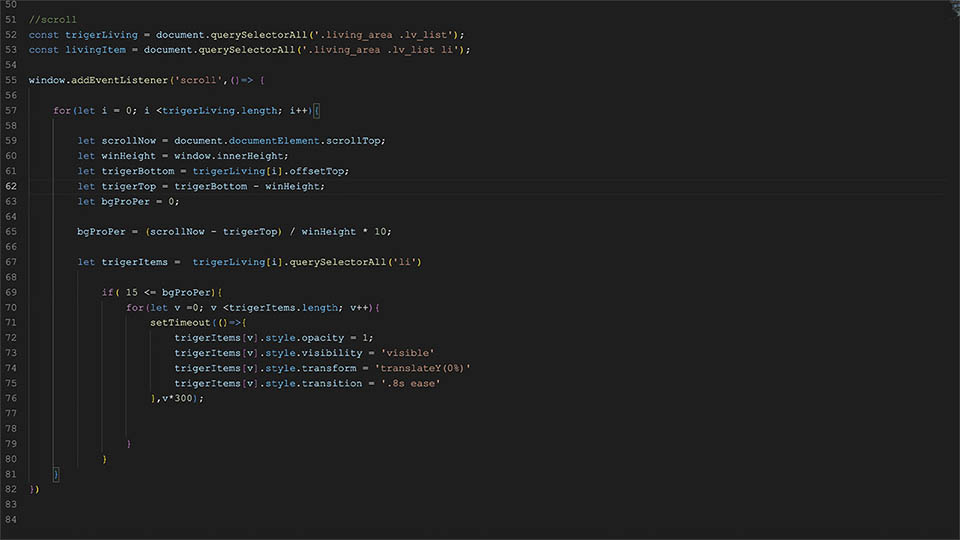 50
51 //scroll
52 const trigerLiving = document.querySelectorAll('.living_area .lv_list');
53 const livingItem = document.querySelectorAll('.living_area .lv_list li');
54
55 window.addEventListener('scroll',()=> {
56
57 for(let i = 0; i <trigerLiving.length; i++){
58
59 let scrollNow = document.documentElement.scrollTop;
60 let winHeight = window.innerHeight;
61 let trigerBottom = trigerLiving[i].offsetTop;
62 let trigerTop = trigerBottom - winHeight;
63 let bgProPer = 0;
64
65 bgProPer = (scrollNow - trigerTop) / winHeight * 10;
66
67 let trigerItems =  trigerLiving[i].querySelectorAll('li')
68
69 if( 15 <= bgProPer){
70 for(let v =0; v <trigerItems.length; v++){
71 setTimeout(()=>{
72 trigerItems[v].style.opacity = 1;
73 trigerItems[v].style.visibility = 'visible'
74 trigerItems[v].style.transform = 'translateY(0%)'
75 trigerItems[v].style.transition = '.8s ease'
76 },v*300);
77
78
79 }
80 }
81 }
82 })
83
84